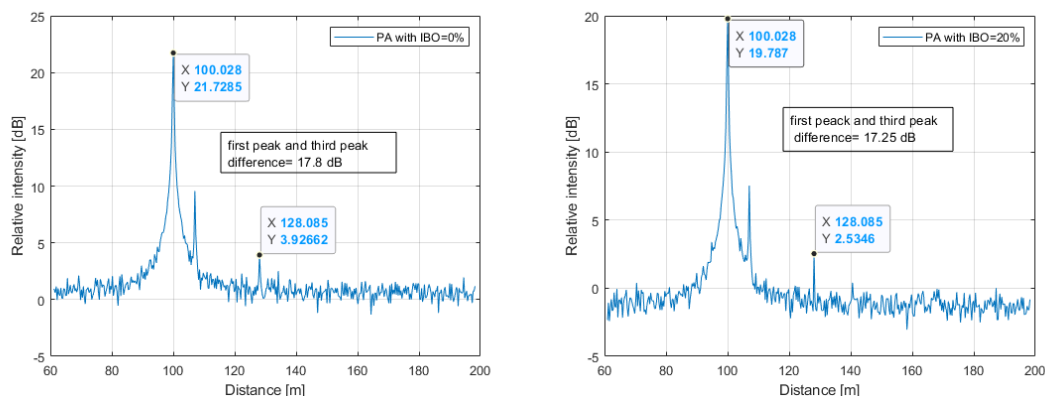 25
20
15
10
5
0
-5
60 80 100 120 140 160 180 200
Relative intensity [dB]
Distance [m]
PA with IBO=0%
X 100.028
Y 21.7285
first peak and third peak
difference= 17.8 dB
X 128.085
Y 3.92662
20
15
10
5
0
-5
60 80 100 120 140 160 180 200
Relative intensity [dB]
Distance [m]
PA with IBO=20%
X 100.028
Y 19.787
first peack and third peak
difference= 17.25 dB
X 128.085
Y 2.5346